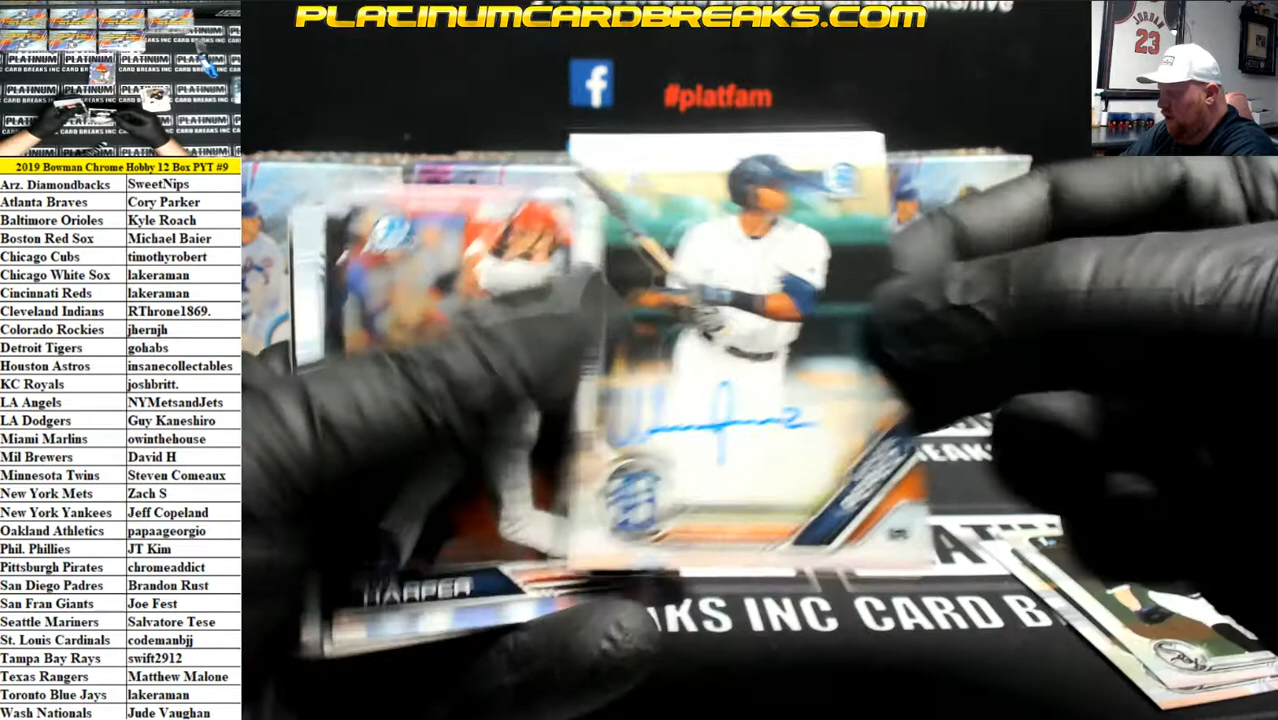 PLATINUMCARDBREAKS.COM
#platfam
JORDAN
23
2019 Bowman Chrome Hobby 12 Box PYT #9
Arz. Diamondbacks SweetNips
Atlanta Braves Cory Parker
Baltimore Orioles Kyle Roach
Boston Red Sox Michael Baier
Chicago Cubs timothyrobert
Chicago White Sox lakeraman
Cincinnati Reds lakeraman
Cleveland Indians RThrone1869.
Colorado Rockies jhernjh
Detroit Tigers gohabs
Houston Astros insanecollectables
KC Royals joshbritt.
LA Angels NYMetsandJets
LA Dodgers Guy Kaneshiro
Miami Marlins owinthehouse
Mil Brewers David H
Minnesota Twins Steven Comeaux
New York Mets Zach S
New York Yankees Jeff Copeland
Oakland Athletics papaageorgio
Phil. Phillies JT Kim
Pittsburgh Pirates chromeaddict
San Diego Padres Brandon Rust
San Fran Giants Joe Fest
Seattle Mariners Salvatore Tese
St. Louis Cardinals codemanbjj
Tampa Bay Rays swift2912
Texas Rangers Matthew Malone
Toronto Blue Jays lakeraman
Wash Nationals Jude Vaughan
HARPER
INC CARD